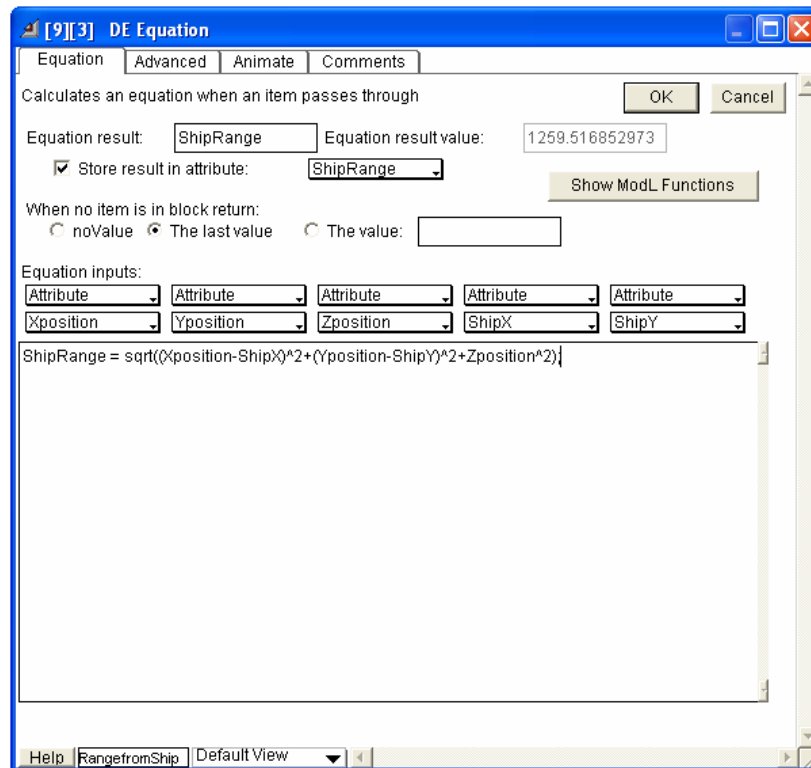 [9][3] DE Equation
Equation Advanced Animate Comments
Calculates an equation when an item passes through OK Cancel
Equation result: ShipRange Equation result value: 1259.516852973
Store result in attribute: ShipRange
Show ModL Functions
When no item is in block return:
noValue The last value The value:
Equation inputs:
Attribute Attribute Attribute Attribute Attribute
Xposition Yposition Zposition ShipX ShipY
ShipRange = sqrt((Xposition-ShipX)^2+(Yposition-ShipY)^2+Zposition^2);
Help RangefromShip Default View